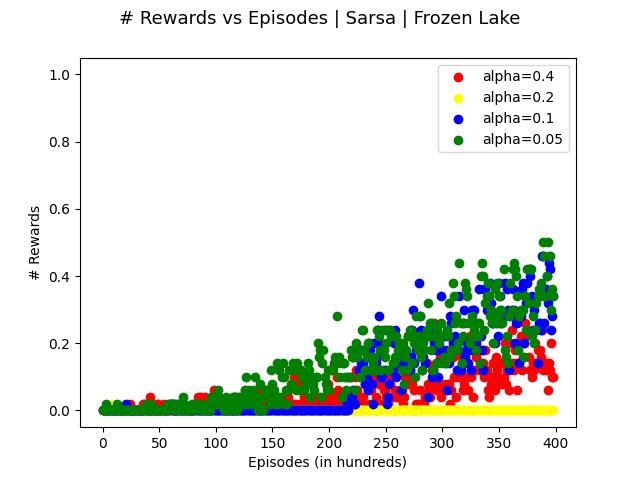 # Rewards vs Episodes | Sarsa | Frozen Lake
1.0
0.8
0.6
0.4
0.2
0.0
# Rewards
alpha=0.4
alpha=0.2
alpha=0.1
alpha=0.05
0 50 100 150 200 250 300 350 400
Episodes (in hundreds)